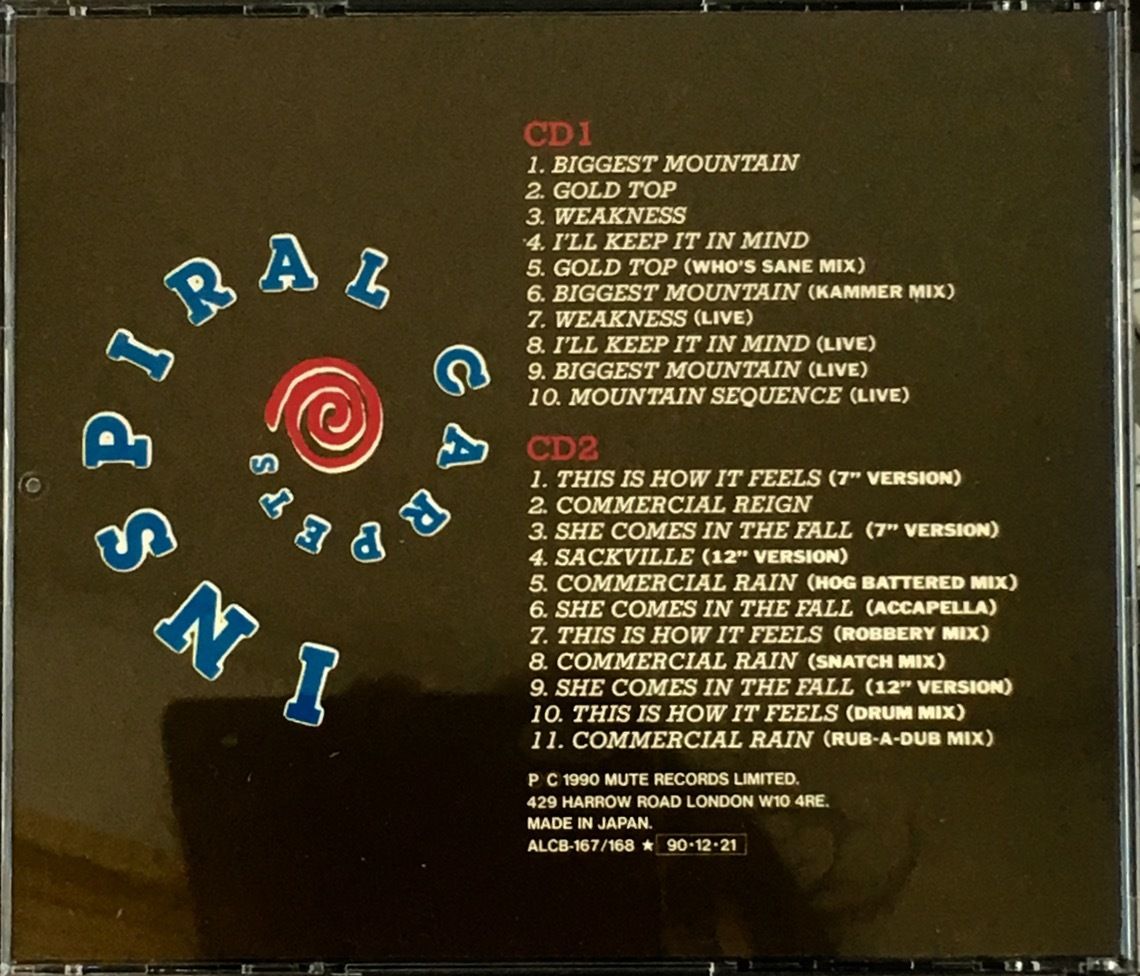 INSPIRAL CARPETS
CD1
1. BIGGEST MOUNTAIN
2. GOLD TOP
3. WEAKNESS
4. I'LL KEEP IT IN MIND
5. GOLD TOP (WHO'S SANE MIX)
6. BIGGEST MOUNTAIN (KAMMER MIX)
7. WEAKNESS (LIVE)
8. I'LL KEEP IT IN MIND (LIVE)
9. BIGGEST MOUNTAIN (LIVE)
10. MOUNTAIN SEQUENCE (LIVE)
CD2
1. THIS IS HOW IT FEELS (7" VERSION)
2. COMMERCIAL REIGN
3. SHE COMES IN THE FALL (7" VERSION)
4. SACKVILLE (12" VERSION)
5. COMMERCIAL RAIN (HOG BATTERED MIX)
6. SHE COMES IN THE FALL (ACCAPELLA)
7. THIS IS HOW IT FEELS (ROBBERY MIX)
8. COMMERCIAL RAIN (SNATCH MIX)
9. SHE COMES IN THE FALL (12" VERSION)
10. THIS IS HOW IT FEELS (DRUM MIX)
11. COMMERCIAL RAIN (RUB-A-DUB MIX)
P C 1990 MUTE RECORDS LIMITED.
429 HARROW ROAD LONDON W10 4RE.
MADE IN JAPAN.
ALCB-167/168 ★ 90·12·21